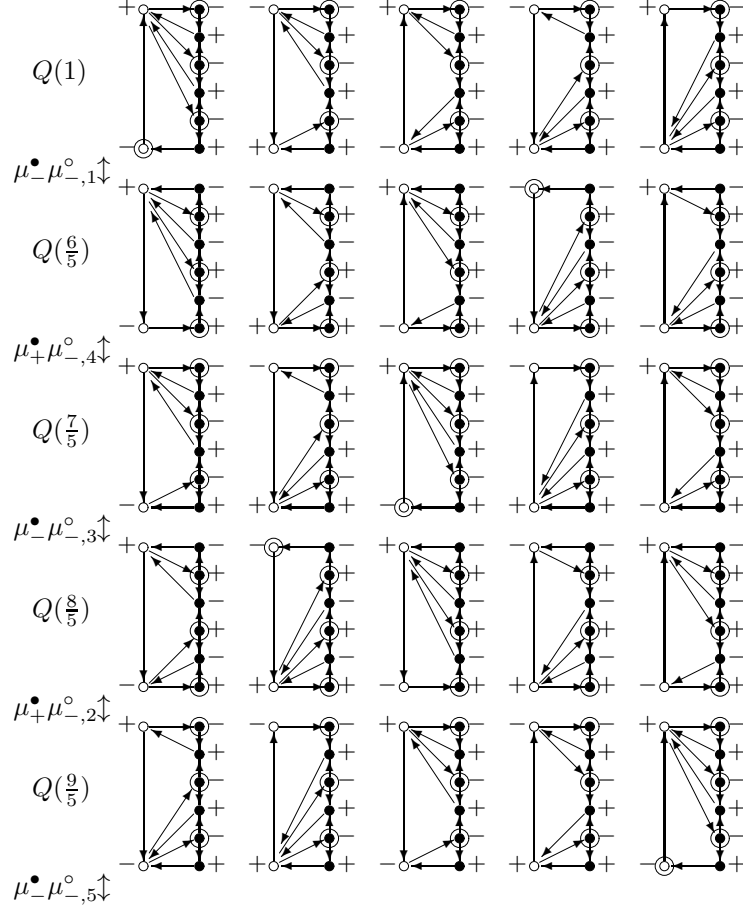 + − − − + − − − + −
+ + + + +
− − − − −
Q(1)
+ + + + +
− − − − −
− + + + − + + + − +
μ₋^• μ^∘_{−,1} ↕
+ − − − + − − − + −
+ + + + +
− − − − −
Q(6/5)
+ + + + +
− − − − −
− + + + − + + + − +
μ₊^• μ^∘_{−,4} ↕
+ − − − + − − − + −
+ + + + +
− − − − −
Q(7/5)
+ + + + +
− − − − −
− + + + − + + + − +
μ₋^• μ^∘_{−,3} ↕
+ − − − + − − − + −
+ + + + +
− − − − −
Q(8/5)
+ + + + +
− − − − −
− + + + − + + + − +
μ₊^• μ^∘_{−,2} ↕
+ − − − + − − − + −
+ + + + +
− − − − −
Q(9/5)
+ + + + +
− − − − −
− + + + − + + + − +
μ₋^• μ^∘_{−,5} ↕